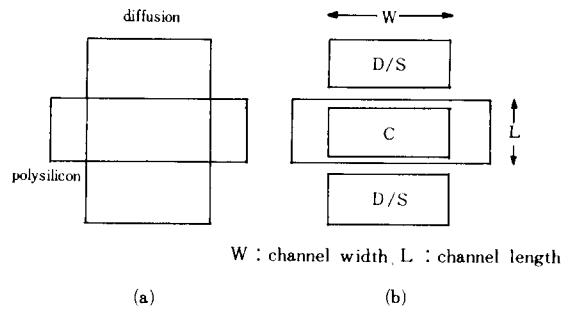 diffusion
polysilicon
(a)
W
D/S
C
L
D/S
W : channel width, L : channel length
(b)